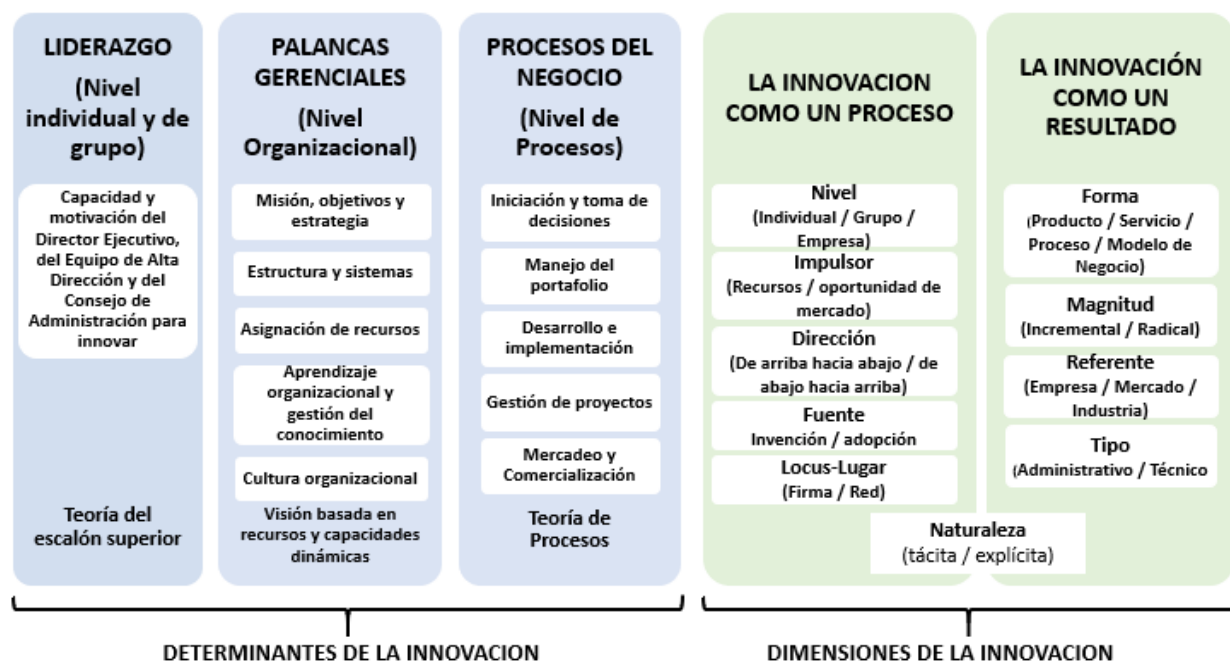 LIDERAZGO
(Nivel
individual y de
grupo)
Capacidad y
motivación del
Director Ejecutivo,
del Equipo de Alta
Dirección y del
Consejo de
Administración para
innovar
Teoría del
escalón superior
PALANCAS
GERENCIALES
(Nivel
Organizacional)
Misión, objetivos y
estrategia
Estructura y sistemas
Asignación de recursos
Aprendizaje
organizacional y
gestión del
conocimiento
Cultura organizacional
Visión basada en
recursos y capacidades
dinámicas
PROCESOS DEL
NEGOCIO
(Nivel de
Procesos)
Iniciación y toma de
decisiones
Manejo del
portafolio
Desarrollo e
implementación
Gestión de proyectos
Mercadeo y
Comercialización
Teoría de
Procesos
DETERMINANTES DE LA INNOVACION
LA INNOVACION
COMO UN PROCESO
Nivel
(Individual / Grupo /
Empresa)
Impulsor
(Recursos / oportunidad de
mercado)
Dirección
(De arriba hacia abajo / de
abajo hacia arriba)
Fuente
Invención / adopción
Locus-Lugar
(Firma / Red)
LA INNOVACIÓN
COMO UN
RESULTADO
Forma
(Producto / Servicio /
Proceso / Modelo de
Negocio)
Magnitud
(Incremental / Radical)
Referente
(Empresa / Mercado /
Industria)
Tipo
(Administrativo / Técnico
Naturaleza
(tácita / explícita)
DIMENSIONES DE LA INNOVACION